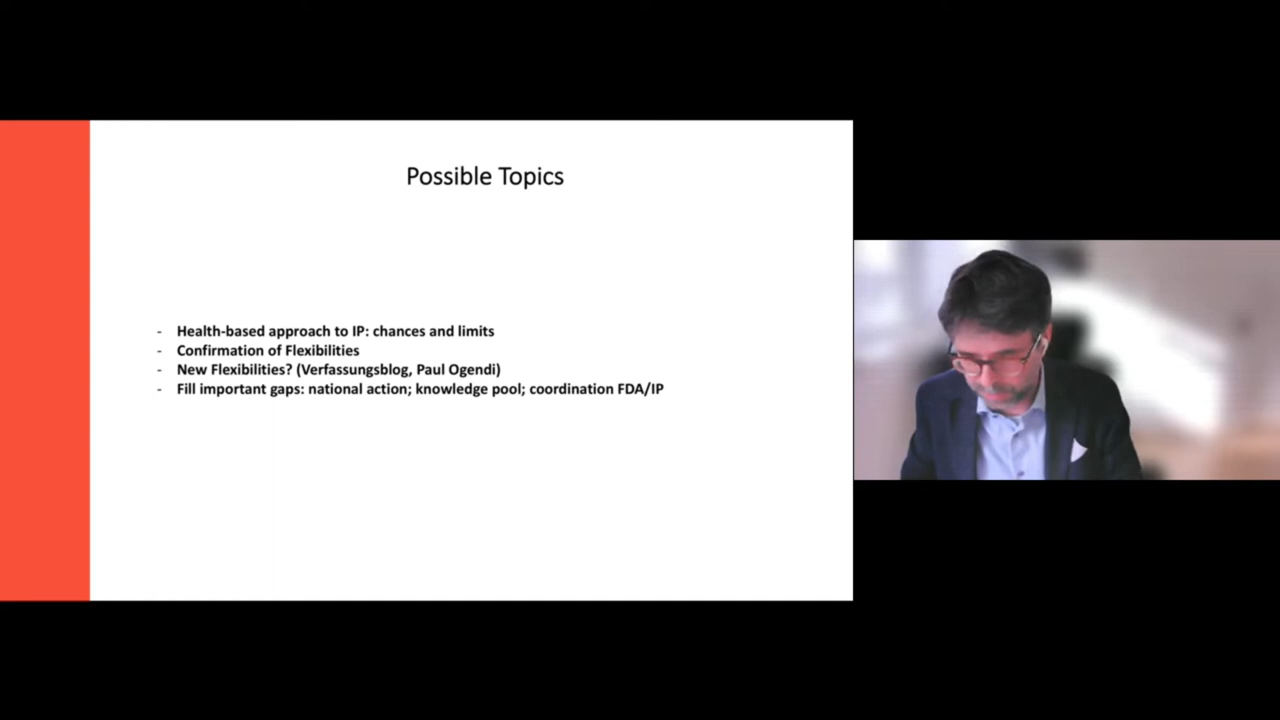 Possible Topics
- Health-based approach to IP: chances and limits
- Confirmation of Flexibilities
- New Flexibilities? (Verfassungsblog, Paul Ogendi)
- Fill important gaps: national action; knowledge pool; coordination FDA/IP